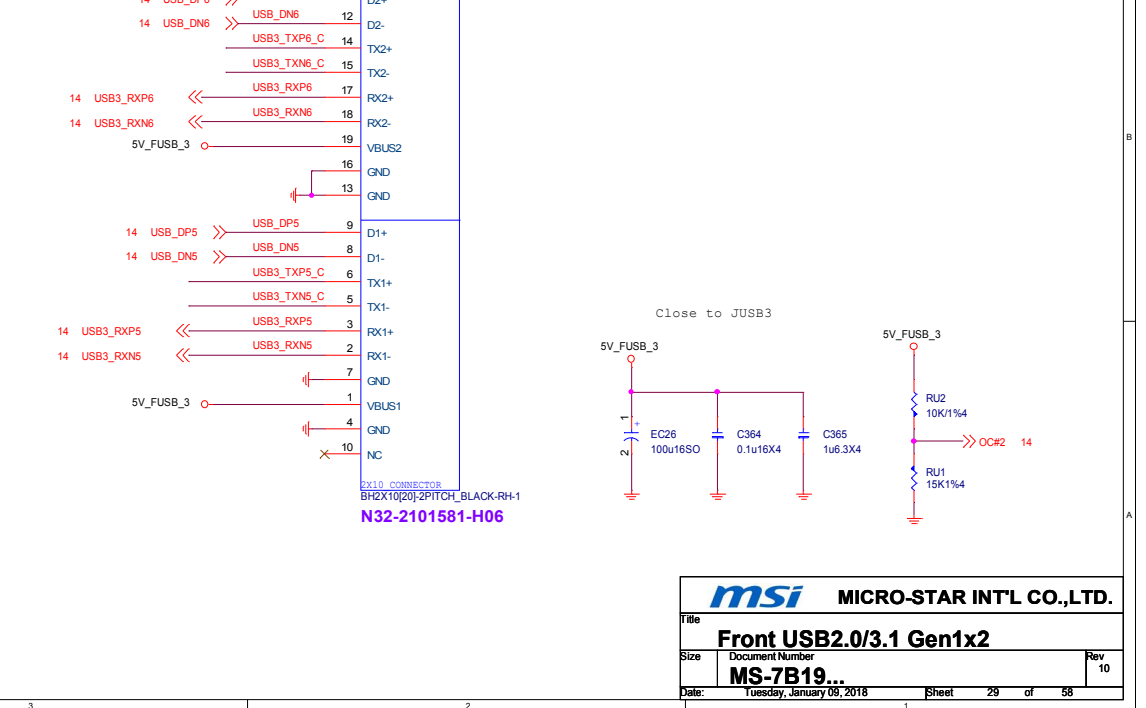 14 USB_DP6 D2+
14 USB_DN6 USB_DN6 12 D2-
USB3_TXP6_C 14 TX2+
USB3_TXN6_C 15 TX2-
14 USB3_RXP6 USB3_RXP6 17 RX2+
14 USB3_RXN6 USB3_RXN6 18 RX2-
5V_FUSB_3 19 VBUS2
16 GND
13 GND
14 USB_DP5 USB_DP5 9 D1+
14 USB_DN5 USB_DN5 8 D1-
USB3_TXP5_C 6 TX1+
USB3_TXN5_C 5 TX1-
14 USB3_RXP5 USB3_RXP5 3 RX1+
14 USB3_RXN5 USB3_RXN5 2 RX1-
7 GND
5V_FUSB_3 1 VBUS1
4 GND
10 NC
2X10 CONNECTOR
BH2X10[20]-2PITCH_BLACK-RH-1
N32-2101581-H06
Close to JUSB3
5V_FUSB_3
1
+
2
EC26
100u16SO
C364
0.1u16X4
C365
1u6.3X4
5V_FUSB_3
RU2
10K/1%4
OC#2 14
RU1
15K1%4
B
A
msi MICRO-STAR INT'L CO.,LTD.
Title
Front USB2.0/3.1 Gen1x2
Size Document Number Rev
MS-7B19... 10
Date: Tuesday, January 09, 2018 Sheet 29 of 58
3 2 1